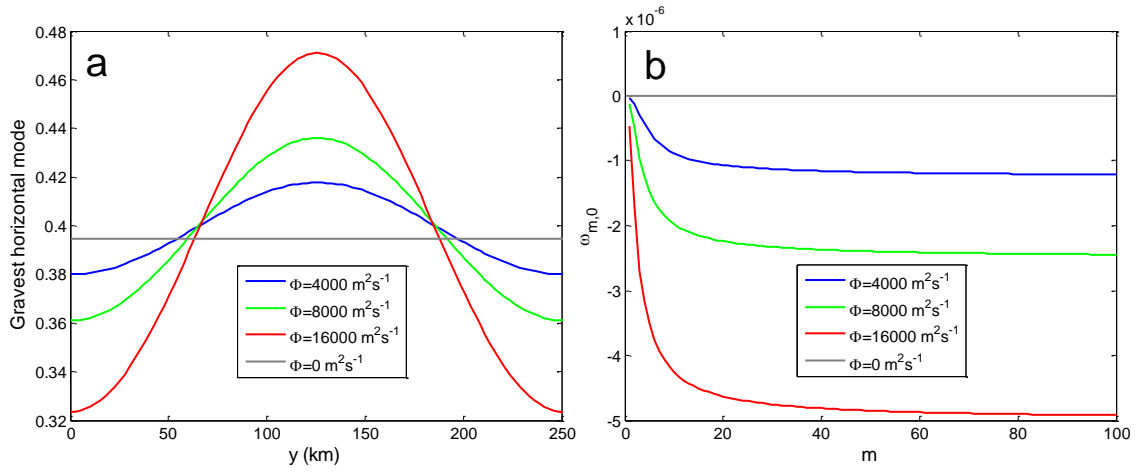 a
Gravest horizontal mode
0.48
0.46
0.44
0.42
0.4
0.38
0.36
0.34
0.32
0
50
100
150
200
250
y (km)
Φ=4000 m²s⁻¹
Φ=8000 m²s⁻¹
Φ=16000 m²s⁻¹
Φ=0 m²s⁻¹
b
x 10⁻⁶
ω_{m,0}
1
0
-1
-2
-3
-4
-5
0
20
40
60
80
100
m
Φ=4000 m²s⁻¹
Φ=8000 m²s⁻¹
Φ=16000 m²s⁻¹
Φ=0 m²s⁻¹